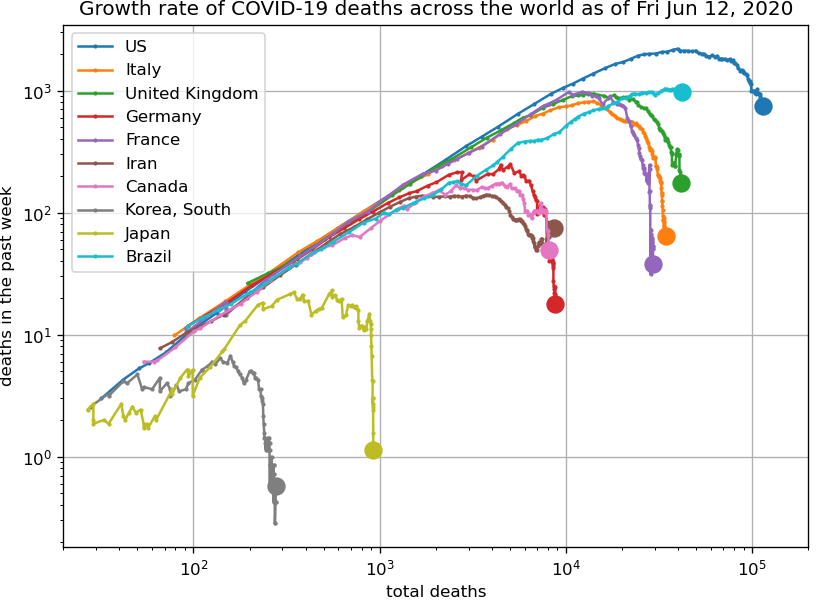 Growth rate of COVID-19 deaths across the world as of Fri Jun 12, 2020
US
Italy
United Kingdom
Germany
France
Iran
Canada
Korea, South
Japan
Brazil
deaths in the past week
10³
10²
10¹
10⁰
10² 10³ 10⁴ 10⁵
total deaths